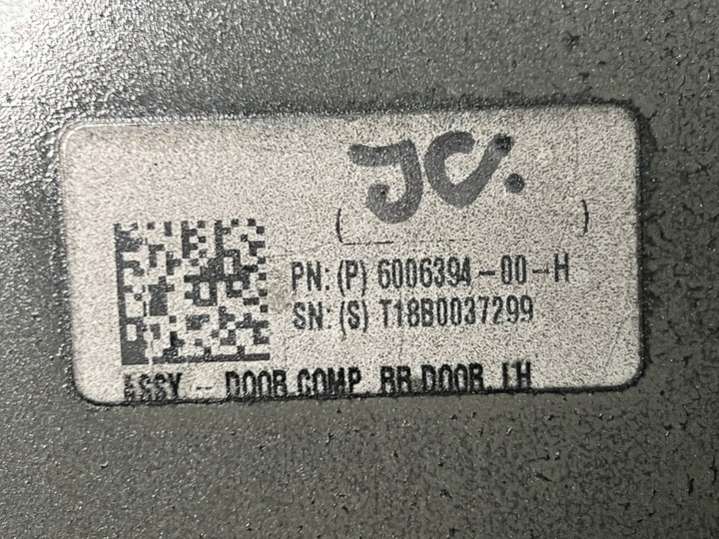 JC.
(                    )
PN: (P) 6006394-00-H
SN: (S) T18B0037299
ASSY - DOOR COMP, RR DOOR, LH